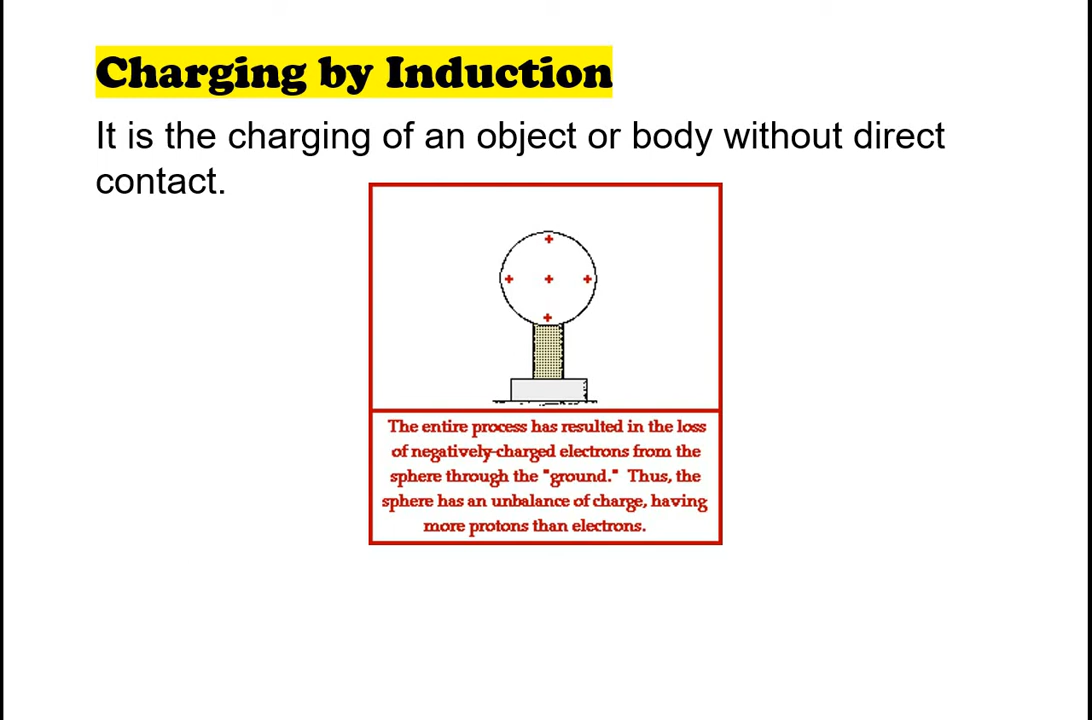 Charging by Induction
It is the charging of an object or body without direct
contact.
The entire process has resulted in the loss
of negatively-charged electrons from the
sphere through the "ground." Thus, the
sphere has an unbalance of charge, having
more protons than electrons.